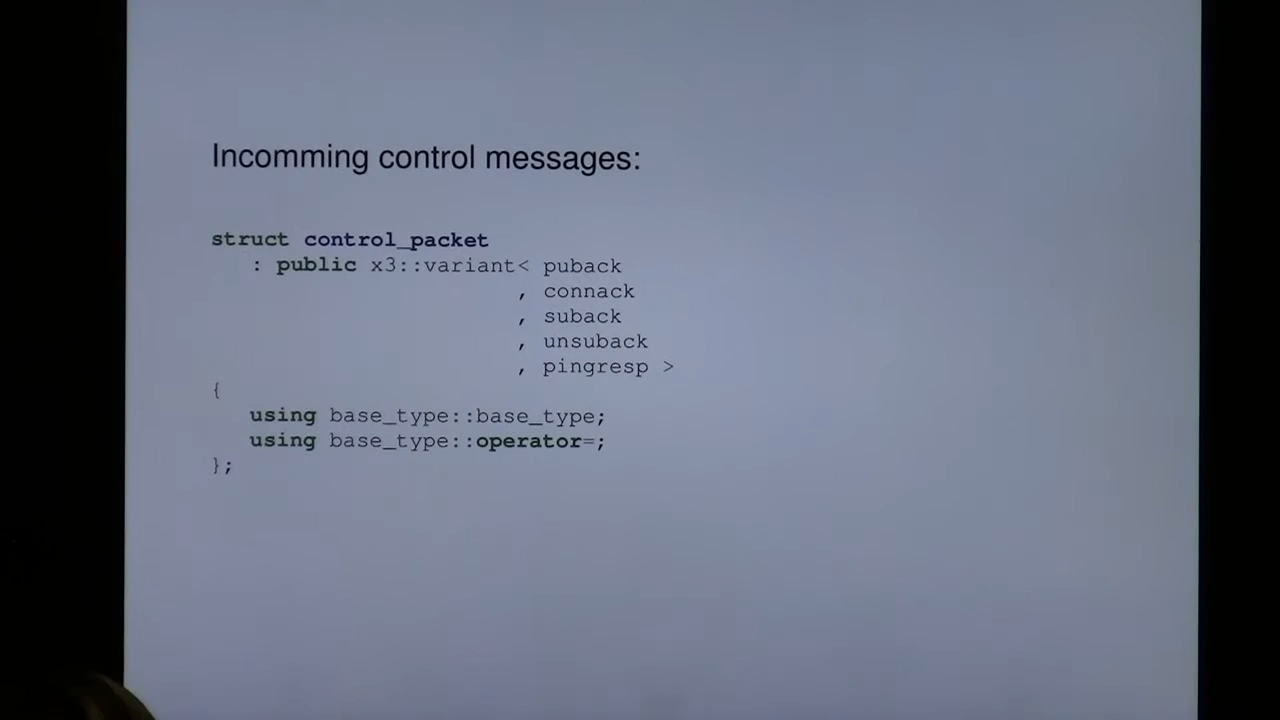 Incomming control messages:
struct control_packet
: public x3::variant< puback
, connack
, suback
, unsuback
, pingresp >
{
using base_type::base_type;
using base_type::operator=;
};